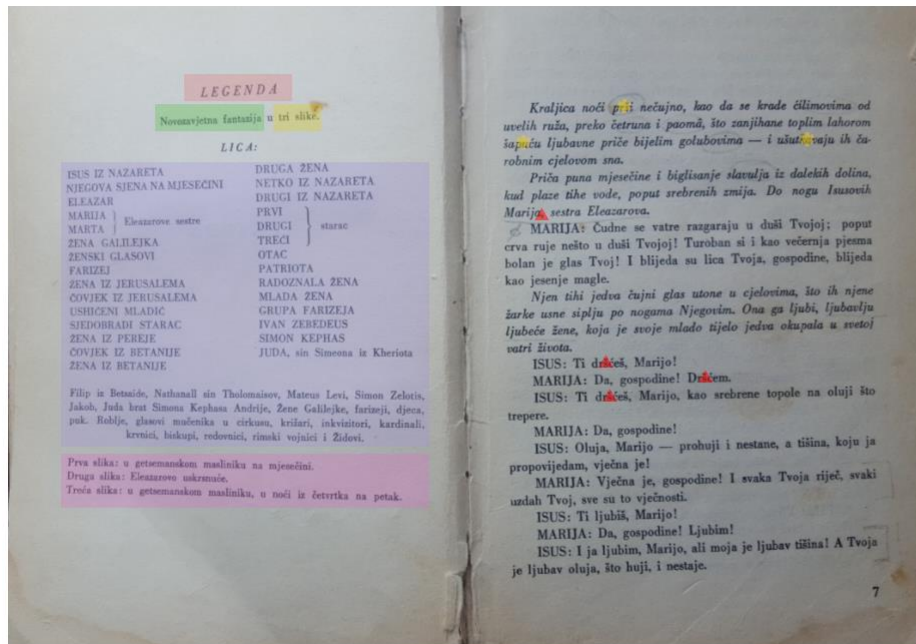 LEGENDA
Novozavjetna fantazija u tri slike.
LICA:
ISUS IZ NAZARETA
NJEGOVA SJENA NA MJESEČINI
ELEAZAR
MARIJA
MARTA
Eleazarove sestre
ŽENA GALILEJKA
ŽENSKI GLASOVI
FARIZEJ
ŽENA IZ JERUSALEMA
ČOVJEK IZ JERUSALEMA
USHIĆENI MLADIĆ
SJEDOBRADI STARAC
ŽENA IZ PEREJE
ČOVJEK IZ BETANIJE
ŽENA IZ BETANIJE
DRUGA ŽENA
NETKO IZ NAZARETA
DRUGI IZ NAZARETA
PRVI
DRUGI
TREĆI
starac
OTAC
PATRIOTA
RADOZNALA ŽENA
MLADA ŽENA
GRUPA FARIZEJA
IVAN ZEBEDEUS
SIMON KEPHAS
JUDA, sin Simeona iz Kheriota
Filip iz Betsaide, Nathanail sin Tholomaisov, Mateus Levi, Simon Zelotis,
Jakob, Juda brat Simona Kephasa Andrije, Žene Galilejke, farizeji, djeca,
puk. Roblje, glasovi mučenika u cirkusu, križari, inkvizitori, kardinali,
krvnici, biskupi, redovnici, rimski vojnici i Židovi.
Prva slika: u getsemanskom masliniku na mjesečini.
Druga slika: Eleazarovo uskrsnuće.
Treća slika: u getsemanskom masliniku, u noći iz četvrtka na petak.
Kraljica noći nečujno, kao da se krade ćilimovima od
uvelih ruža, preko četruna i paomâ, što zanjihane toplim lahorom
šapuću ljubavne priče bijelim golubovima — i ih ča-
robnim cjelovom sna.
Priča puna mjesečine i biglisanje slavulja iz dalekih dolina,
kud plaze tihe vode, poput srebrenih zmija. Do nogu Isusovih
Marija, sestra Eleazarova.
MARIJA: Čudne se vatre razgaraju u duši Tvojoj; poput
crva ruje nešto u duši Tvojoj! Turoban si i kao večernja pjesma
bolan je glas Tvoj! I blijeda su lica Tvoja, gospodine, blijeda
kao jesenje magle.
Njen tihi jedva čujni glas utone u cjelovima, što ih njene
žarke usne siplju po nogama Njegovim. Ona ga ljubi, ljubavlju
ljubeće žene, koja je svoje mlado tijelo jedva okupala u svetoj
vatri života.
ISUS: Ti dršćeš, Marijo!
MARIJA: Da, gospodine! Dršćem.
ISUS: Ti dršćeš, Marijo, kao srebrene topole na oluji što
trepere.
MARIJA: Da, gospodine!
ISUS: Oluja, Marijo — prohuji i nestane, a tišina, koju ja
propovijedam, vječna je!
MARIJA: Vječna je, gospodine! I svaka Tvoja riječ, svaki
uzdah Tvoj, sve su to vječnosti.
ISUS: Ti ljubiš, Marijo!
MARIJA: Da, gospodine! Ljubim!
ISUS: I ja ljubim, Marijo, ali moja je ljubav tišina! A Tvoja
je ljubav oluja, što huji, i nestaje.
7